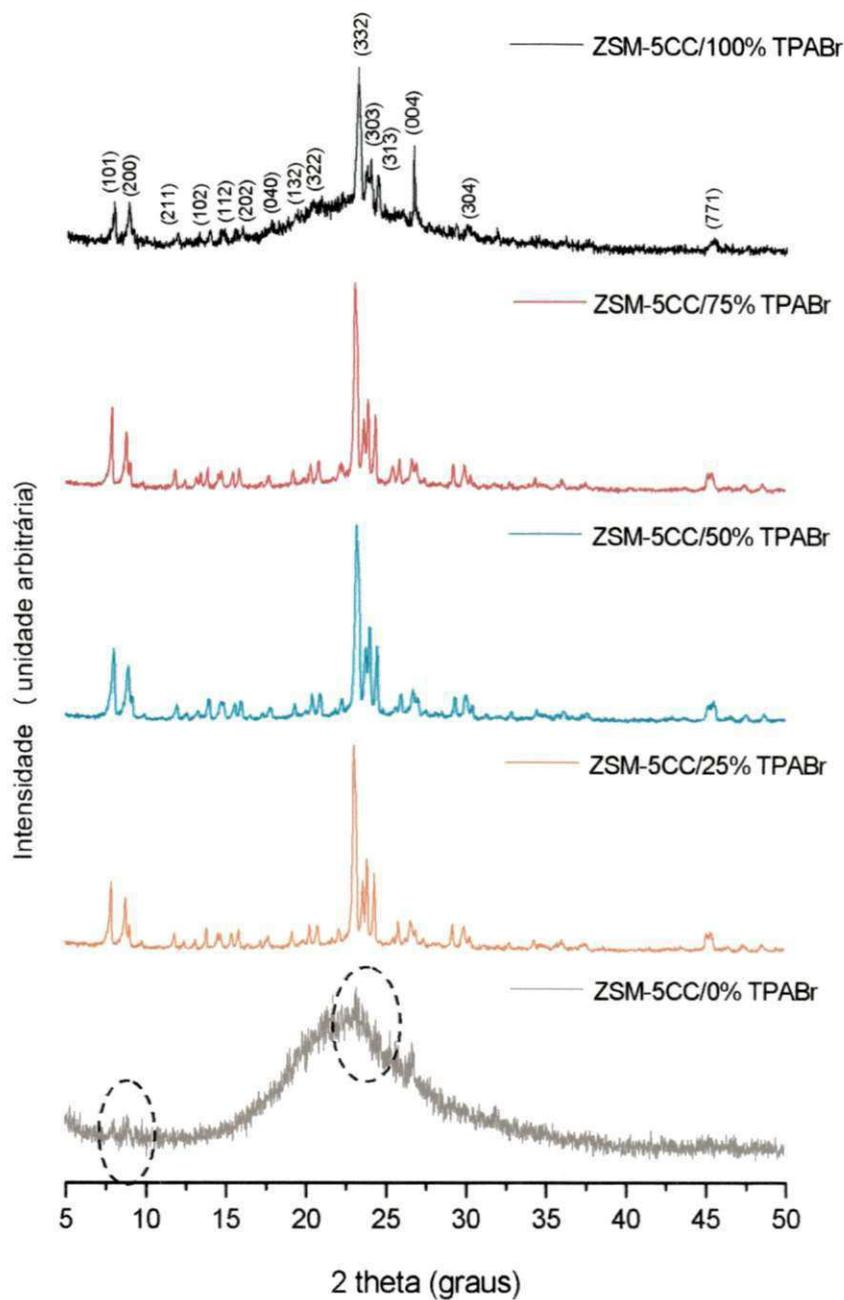 ZSM-5CC/100% TPABr
(332)
(101)
(200)
(211)
(102)
(112)
(202)
(040)
(132)
(322)
(303)
(313)
(004)
(304)
(771)
ZSM-5CC/75% TPABr
ZSM-5CC/50% TPABr
ZSM-5CC/25% TPABr
ZSM-5CC/0% TPABr
Intensidade ( unidade arbitrária)
5 10 15 20 25 30 35 40 45 50
2 theta (graus)